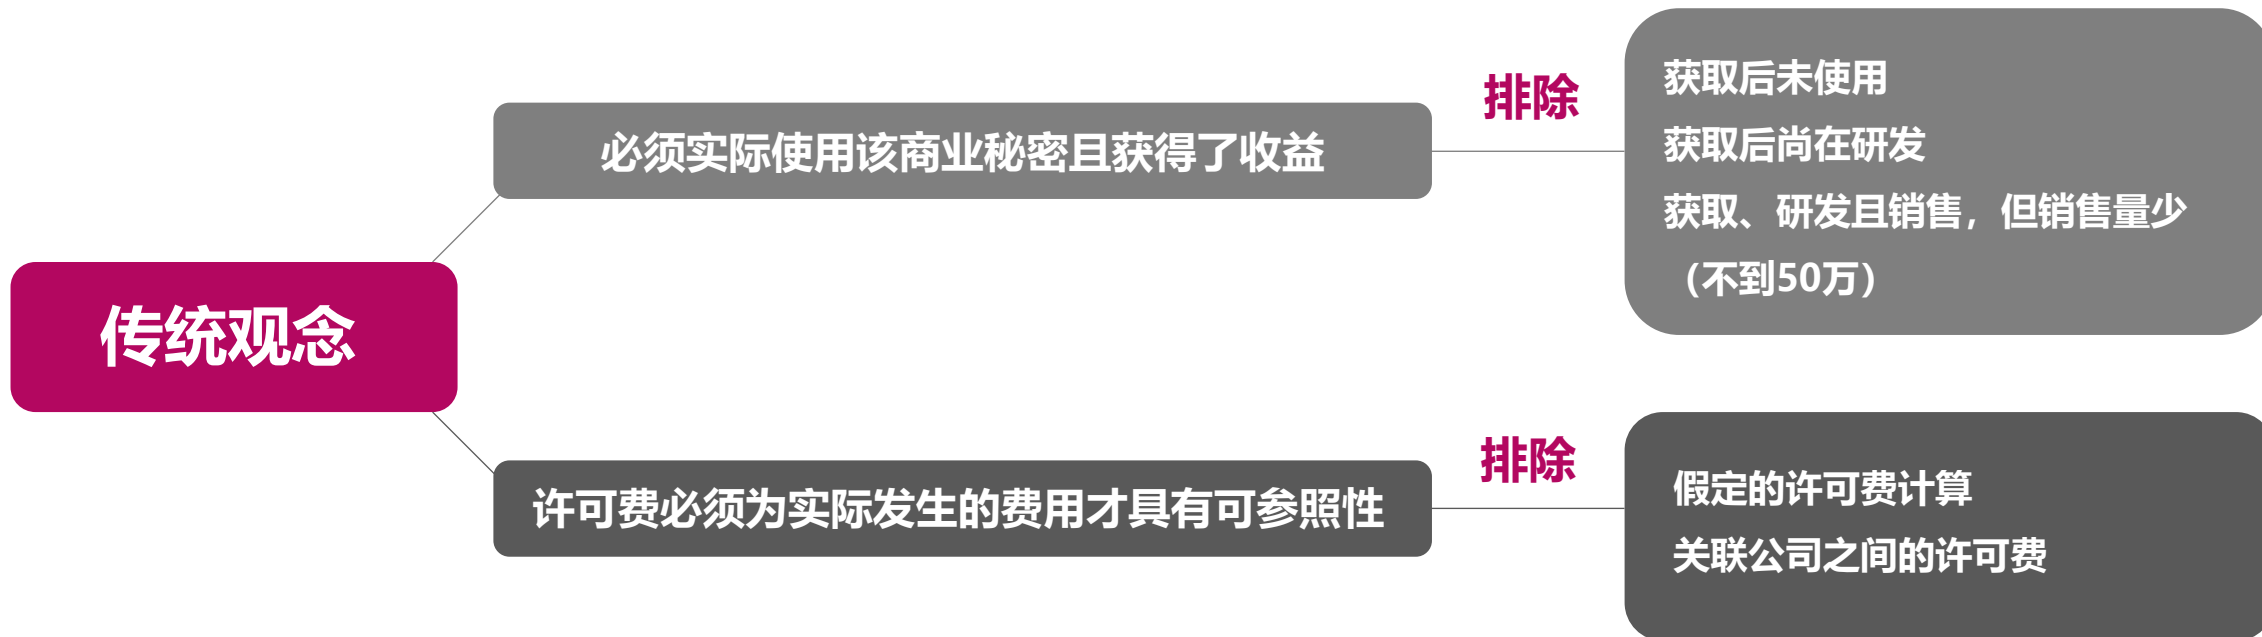 传统观念
必须实际使用该商业秘密且获得了收益
排除
获取后未使用
获取后尚在研发
获取、研发且销售，但销售量少
（不到50万）
许可费必须为实际发生的费用才具有可参照性
排除
假定的许可费计算
关联公司之间的许可费